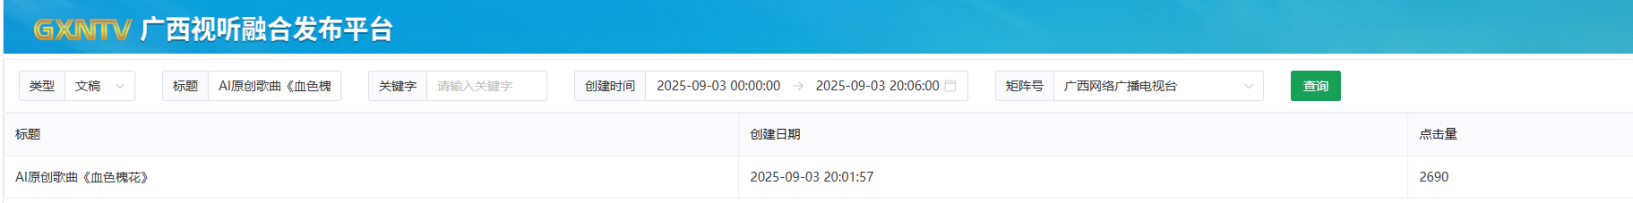 GXNTV 广西视听融合发布平台
类型 文稿 标题 AI原创歌曲《血色槐 关键字 请输入关键字 创建时间 2025-09-03 00:00:00 → 2025-09-03 20:06:00 矩阵号 广西网络广播电视台 查询
标题 创建日期 点击量
AI原创歌曲《血色槐花》 2025-09-03 20:01:57 2690